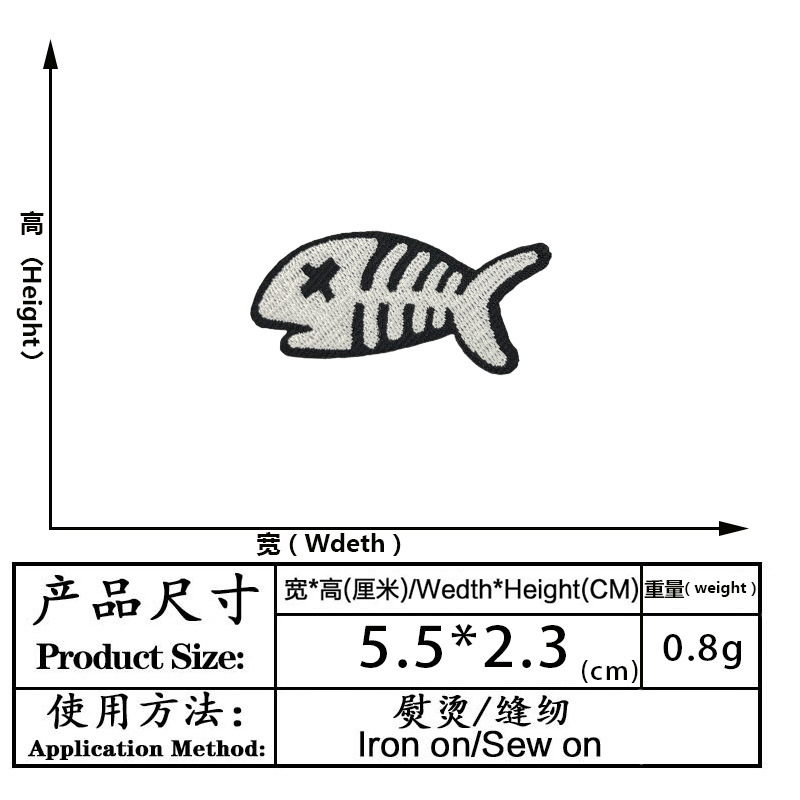 高（Height）
宽（Wdeth）
产品尺寸
Product Size:
宽*高(厘米)/Wedth*Height(CM)
重量( weight )
5.5*2.3 (cm)
0.8g
使用方法：
Application Method:
熨烫/缝纫
Iron on/Sew on